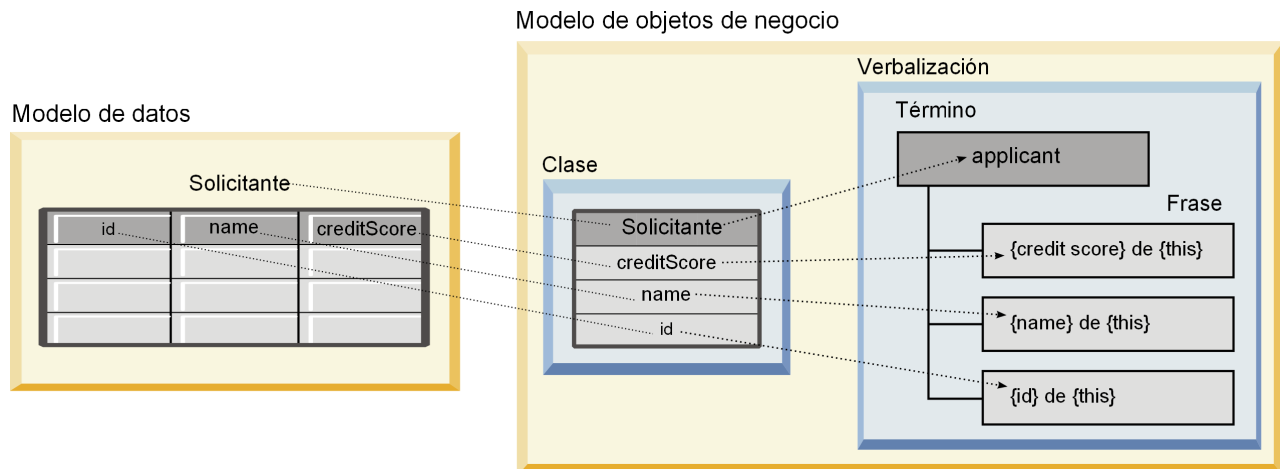 Modelo de objetos de negocio
Modelo de datos
Solicitante
id name creditScore
Clase
Solicitante
creditScore
name
id
Verbalización
Término
applicant
Frase
{credit score} de {this}
{name} de {this}
{id} de {this}